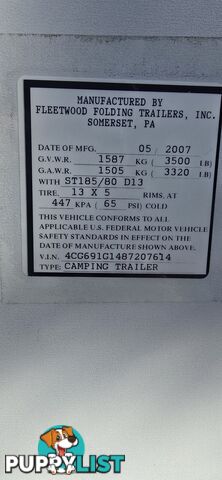 MANUFACTURED BY
FLEETWOOD FOLDING TRAILERS, INC.
SOMERSET, PA
DATE OF MFG. 05 / 2007
G.V.W.R. 1587 KG ( 3500 LB)
G.A.W.R. 1505 KG ( 3320 LB)
WITH ST185/80 D13
TIRE. 13 X 5 RIMS, AT
447 KPA ( 65 PSI) COLD
THIS VEHICLE CONFORMS TO ALL
APPLICABLE U.S. FEDERAL MOTOR VEHICLE
SAFETY STANDARDS IN EFFECT ON THE
DATE OF MANUFACTURE SHOWN ABOVE.
V.I.N. 4CG691G1487207614
TYPE: CAMPING TRAILER
PUPPYLIST